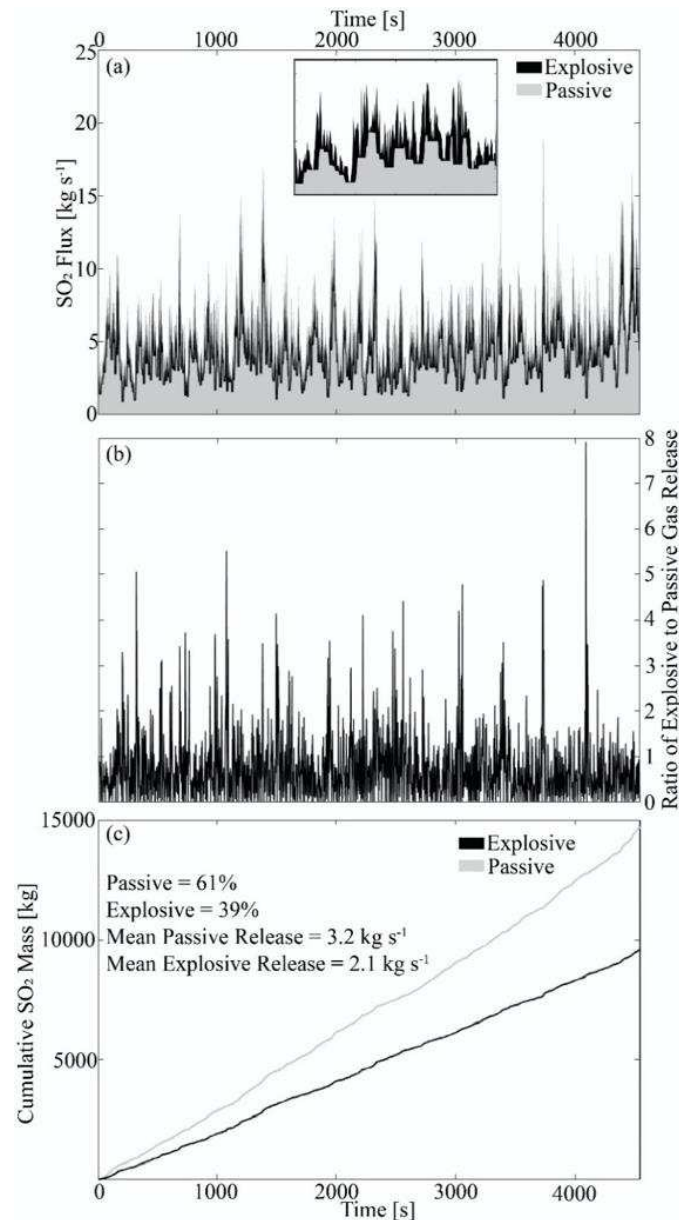 Time [s]
0 1000 2000 3000 4000
(a)
Explosive
Passive
25
20
15
10
5
0
SO₂ Flux [kg s⁻¹]
(b)
8
7
6
5
4
3
2
1
0
Ratio of Explosive to Passive Gas Release
(c)
Explosive
Passive
15000
10000
5000
Cumulative SO₂ Mass [kg]
Passive = 61%
Explosive = 39%
Mean Passive Release = 3.2 kg s⁻¹
Mean Explosive Release = 2.1 kg s⁻¹
0 1000 2000 3000 4000
Time [s]